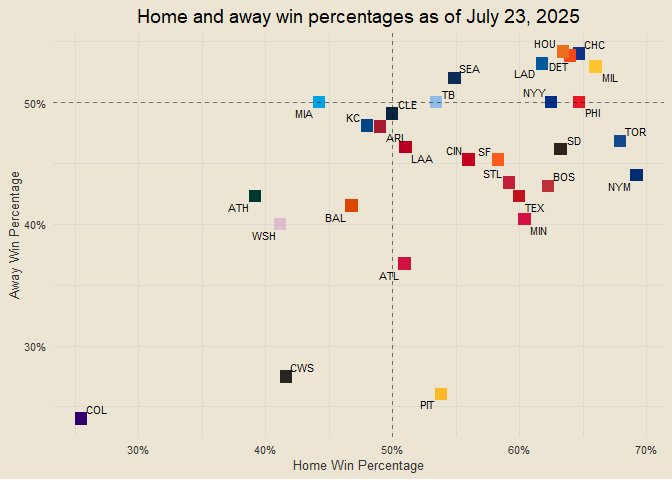 Home and away win percentages as of July 23, 2025
HOU
CHC
SEA
LAD
DET
MIL
50%
MIA
KC
CLE
TB
NYY
PHI
ARI
LAA
CIN
SF
SD
TOR
STL
BOS
NYM
ATH
BAL
TEX
40%
WSH
MIN
ATL
30%
CWS
PIT
COL
Away Win Percentage
30%
40%
50%
60%
70%
Home Win Percentage